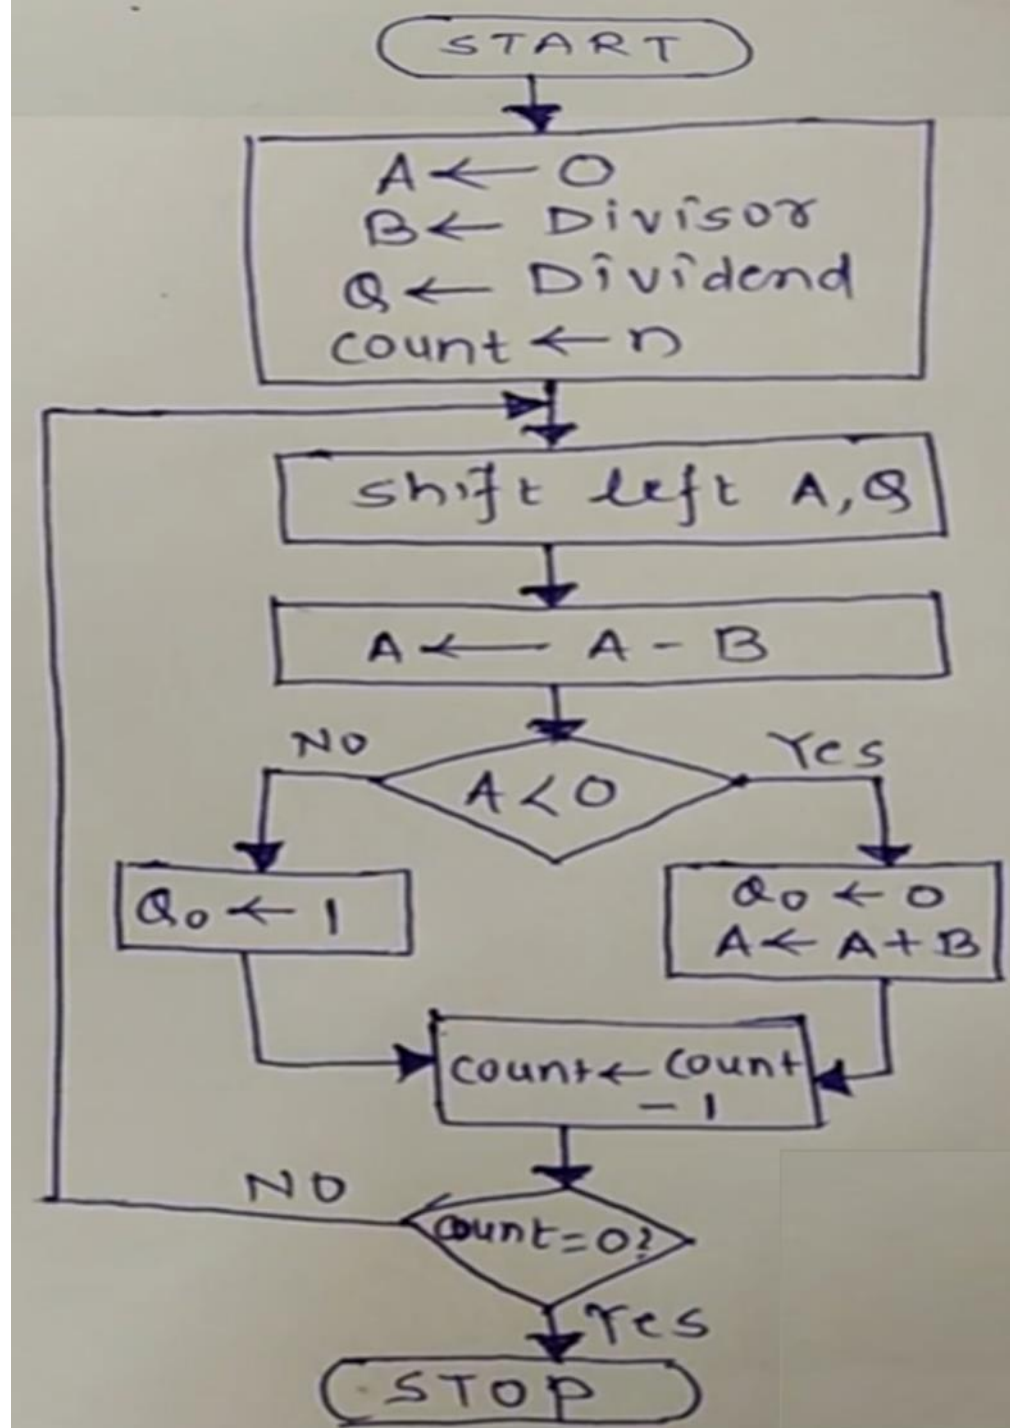 START
A ← 0
B ← Divisor
Q ← Dividend
count ← n
shift left A, Q
A ← A - B
No
A < 0
Yes
Q₀ ← 1
Q₀ ← 0
A ← A + B
count ← count
- 1
NO
count = 0?
Yes
STOP